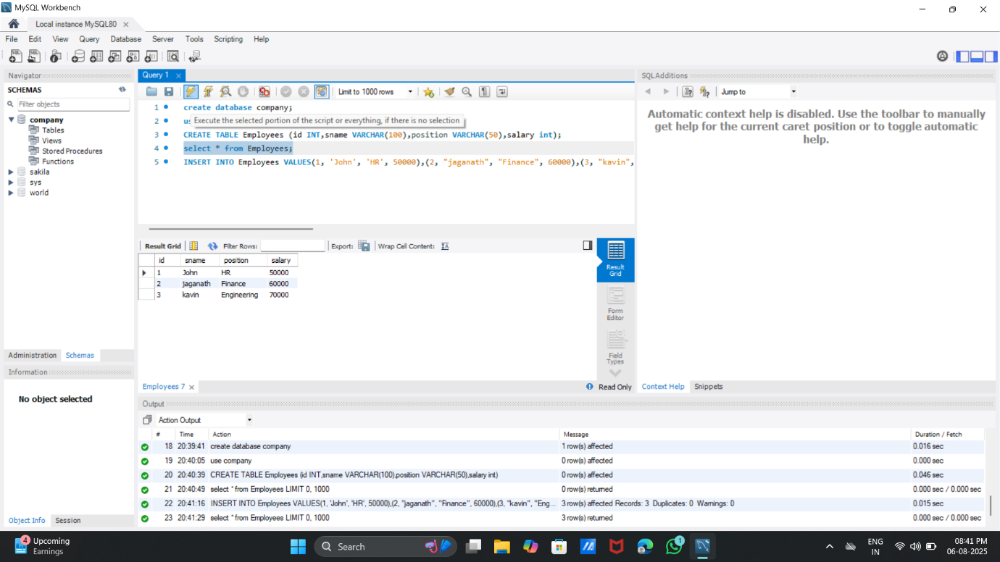 MySQL Workbench
Local instance MySQL80
File Edit View Query Database Server Tools Scripting Help
Navigator
SCHEMAS
Filter objects
company
Tables
Views
Stored Procedures
Functions
sakila
sys
world
Administration Schemas
Information
No object selected
Object Info Session
Query 1
Limit to 1000 rows
1 create database company;
2 us
Execute the selected portion of the script or everything, if there is no selection
3 CREATE TABLE Employees (id INT,sname VARCHAR(100),position VARCHAR(50),salary int);
4 select * from Employees;
5 INSERT INTO Employees VALUES(1, 'John', 'HR', 50000),(2, "jaganath", "Finance", 60000),(3, "kavin",
Result Grid Filter Rows: Export: Wrap Cell Content:
id sname position salary
1 John HR 50000
2 jaganath Finance 60000
3 kavin Engineering 70000
Result
Grid
Form
Editor
Field
Types
Employees 7
Read Only
SQLAdditions
Jump to
Automatic context help is disabled. Use the toolbar to manually
get help for the current caret position or to toggle automatic
help.
Context Help Snippets
Output
Action Output
# Time Action Message Duration / Fetch
18 20:39:41 create database company 1 row(s) affected 0.016 sec
19 20:40:05 use company 0 row(s) affected 0.000 sec
20 20:40:39 CREATE TABLE Employees (id INT,sname VARCHAR(100),position VARCHAR(50),salary int) 0 row(s) affected 0.046 sec
21 20:40:49 select * from Employees LIMIT 0, 1000 0 row(s) returned 0.000 sec / 0.000 sec
22 20:41:16 INSERT INTO Employees VALUES(1, 'John', 'HR', 50000),(2, "jaganath", "Finance", 60000),(3, "kavin", "Eng... 3 row(s) affected Records: 3 Duplicates: 0 Warnings: 0 0.015 sec
23 20:41:29 select * from Employees LIMIT 0, 1000 3 row(s) returned 0.000 sec / 0.000 sec
4
Upcoming
Earnings
Search
1
ENG
IN
08:41 PM
06-08-2025